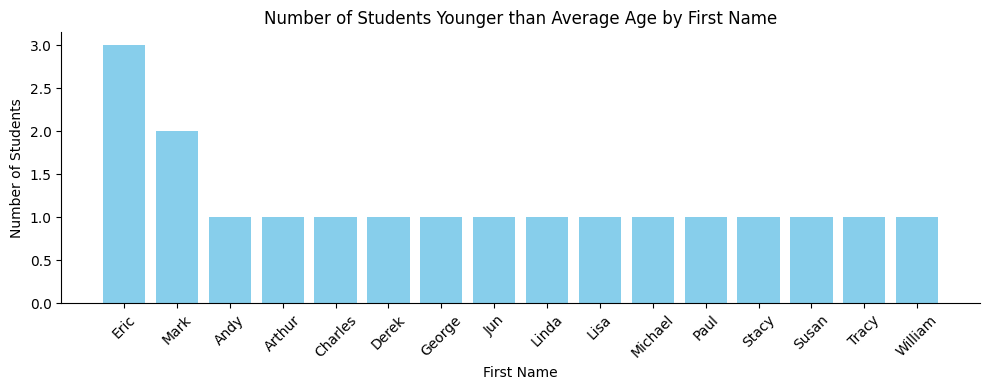 Number of Students Younger than Average Age by First Name
Number of Students
3.0
2.5
2.0
1.5
1.0
0.5
0.0
Eric
Mark
Andy
Arthur
Charles
Derek
George
Jun
Linda
Lisa
Michael
Paul
Stacy
Susan
Tracy
William
First Name